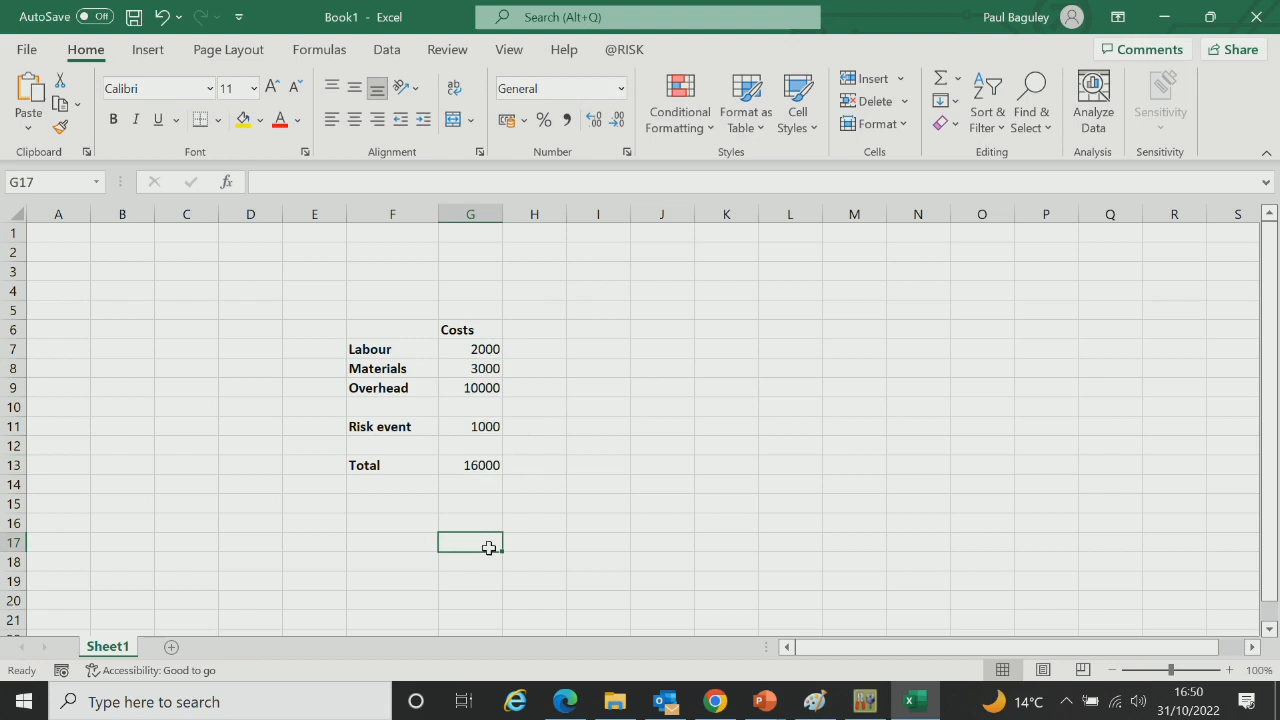 AutoSave Off Book1 - Excel Search (Alt+Q) Paul Baguley
File Home Insert Page Layout Formulas Data Review View Help @RISK Comments Share
Paste Calibri 11 B I U A General % Conditional Formatting Format as Table Cell Styles Insert Delete Format Sort & Filter Find & Select Analyze Data Sensitivity
Clipboard Font Alignment Number Styles Cells Editing Analysis Sensitivity
G17 fx
A B C D E F G H I J K L M N O P Q R S
1
2
3
4
5
6 Costs
7 Labour 2000
8 Materials 3000
9 Overhead 10000
10
11 Risk event 1000
12
13 Total 16000
14
15
16
17
18
19
20
21
Sheet1
Ready Accessibility: Good to go 100%
Type here to search 14°C 16:50
31/10/2022